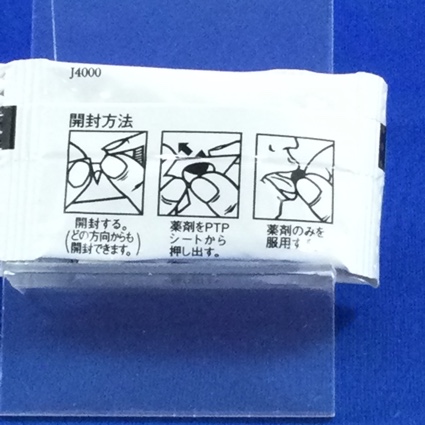 J4000
開封方法
開封する。
(どの方向からも
開封できます。)
薬剤をPTP
シートから
押し出す。
薬剤のみを
服用す